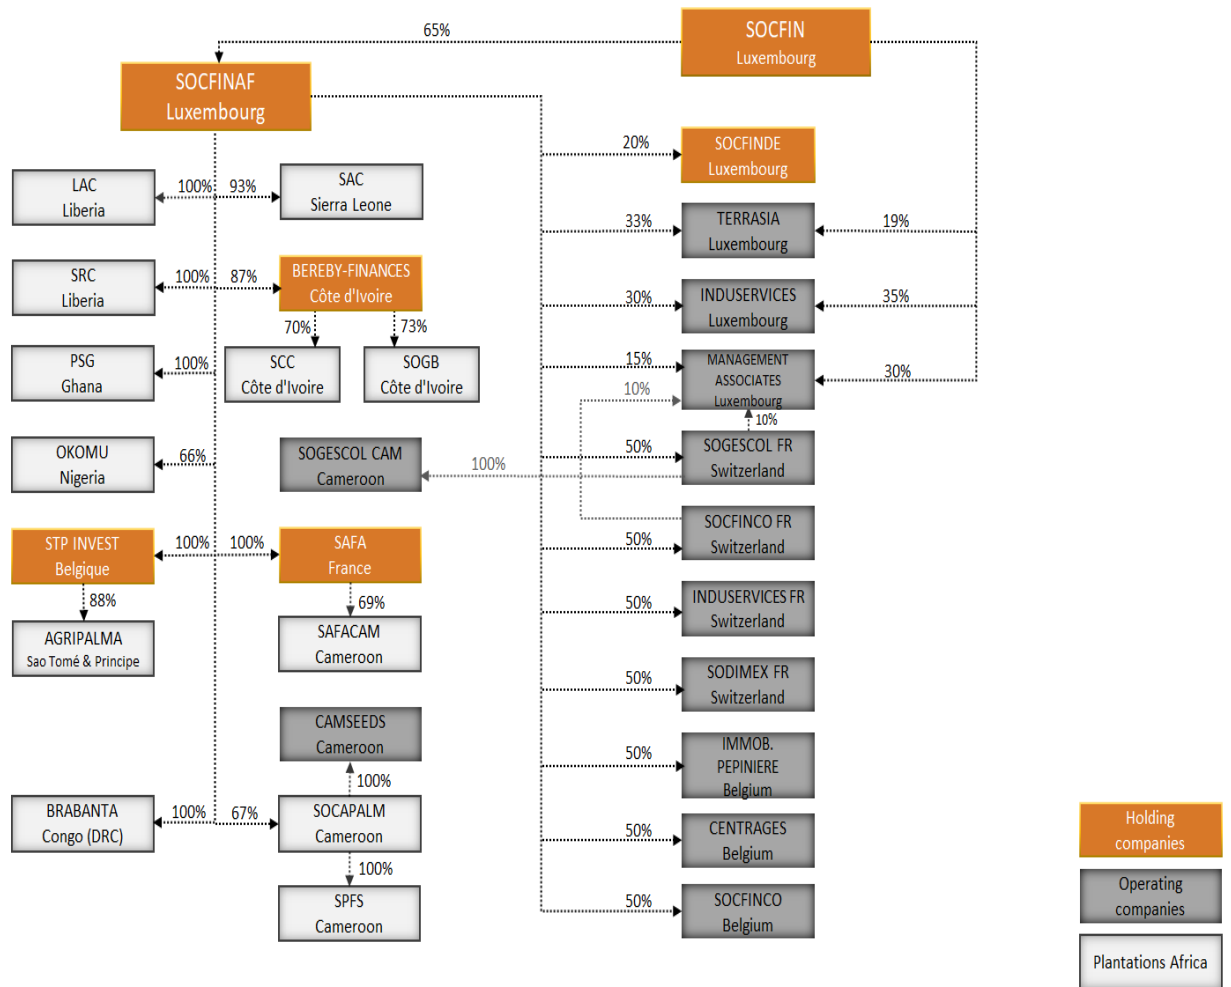 SOCFIN
Luxembourg
65%
SOCFINAF
Luxembourg
20%
SOCFINDE
Luxembourg
LAC
Liberia
100%
93%
SAC
Sierra Leone
33%
TERRASIA
Luxembourg
19%
SRC
Liberia
100%
87%
BEREBY-FINANCES
Côte d'Ivoire
30%
INDUSERVICES
Luxembourg
35%
70%
73%
PSG
Ghana
100%
SCC
Côte d'Ivoire
SOGB
Côte d'Ivoire
15%
MANAGEMENT
ASSOCIATES
Luxembourg
30%
10%
10%
OKOMU
Nigeria
66%
SOGESCOL CAM
Cameroon
100%
50%
SOGESCOL FR
Switzerland
STP INVEST
Belgique
100%
100%
SAFA
France
50%
SOCFINCO FR
Switzerland
88%
69%
AGRIPALMA
Sao Tomé & Principe
SAFACAM
Cameroon
50%
INDUSERVICES FR
Switzerland
50%
SODIMEX FR
Switzerland
CAMSEEDS
Cameroon
100%
50%
IMMOB.
PEPINIERE
Belgium
BRABANTA
Congo (DRC)
100%
67%
SOCAPALM
Cameroon
50%
CENTRAGES
Belgium
100%
SPFS
Cameroon
50%
SOCFINCO
Belgium
Holding
companies
Operating
companies
Plantations Africa